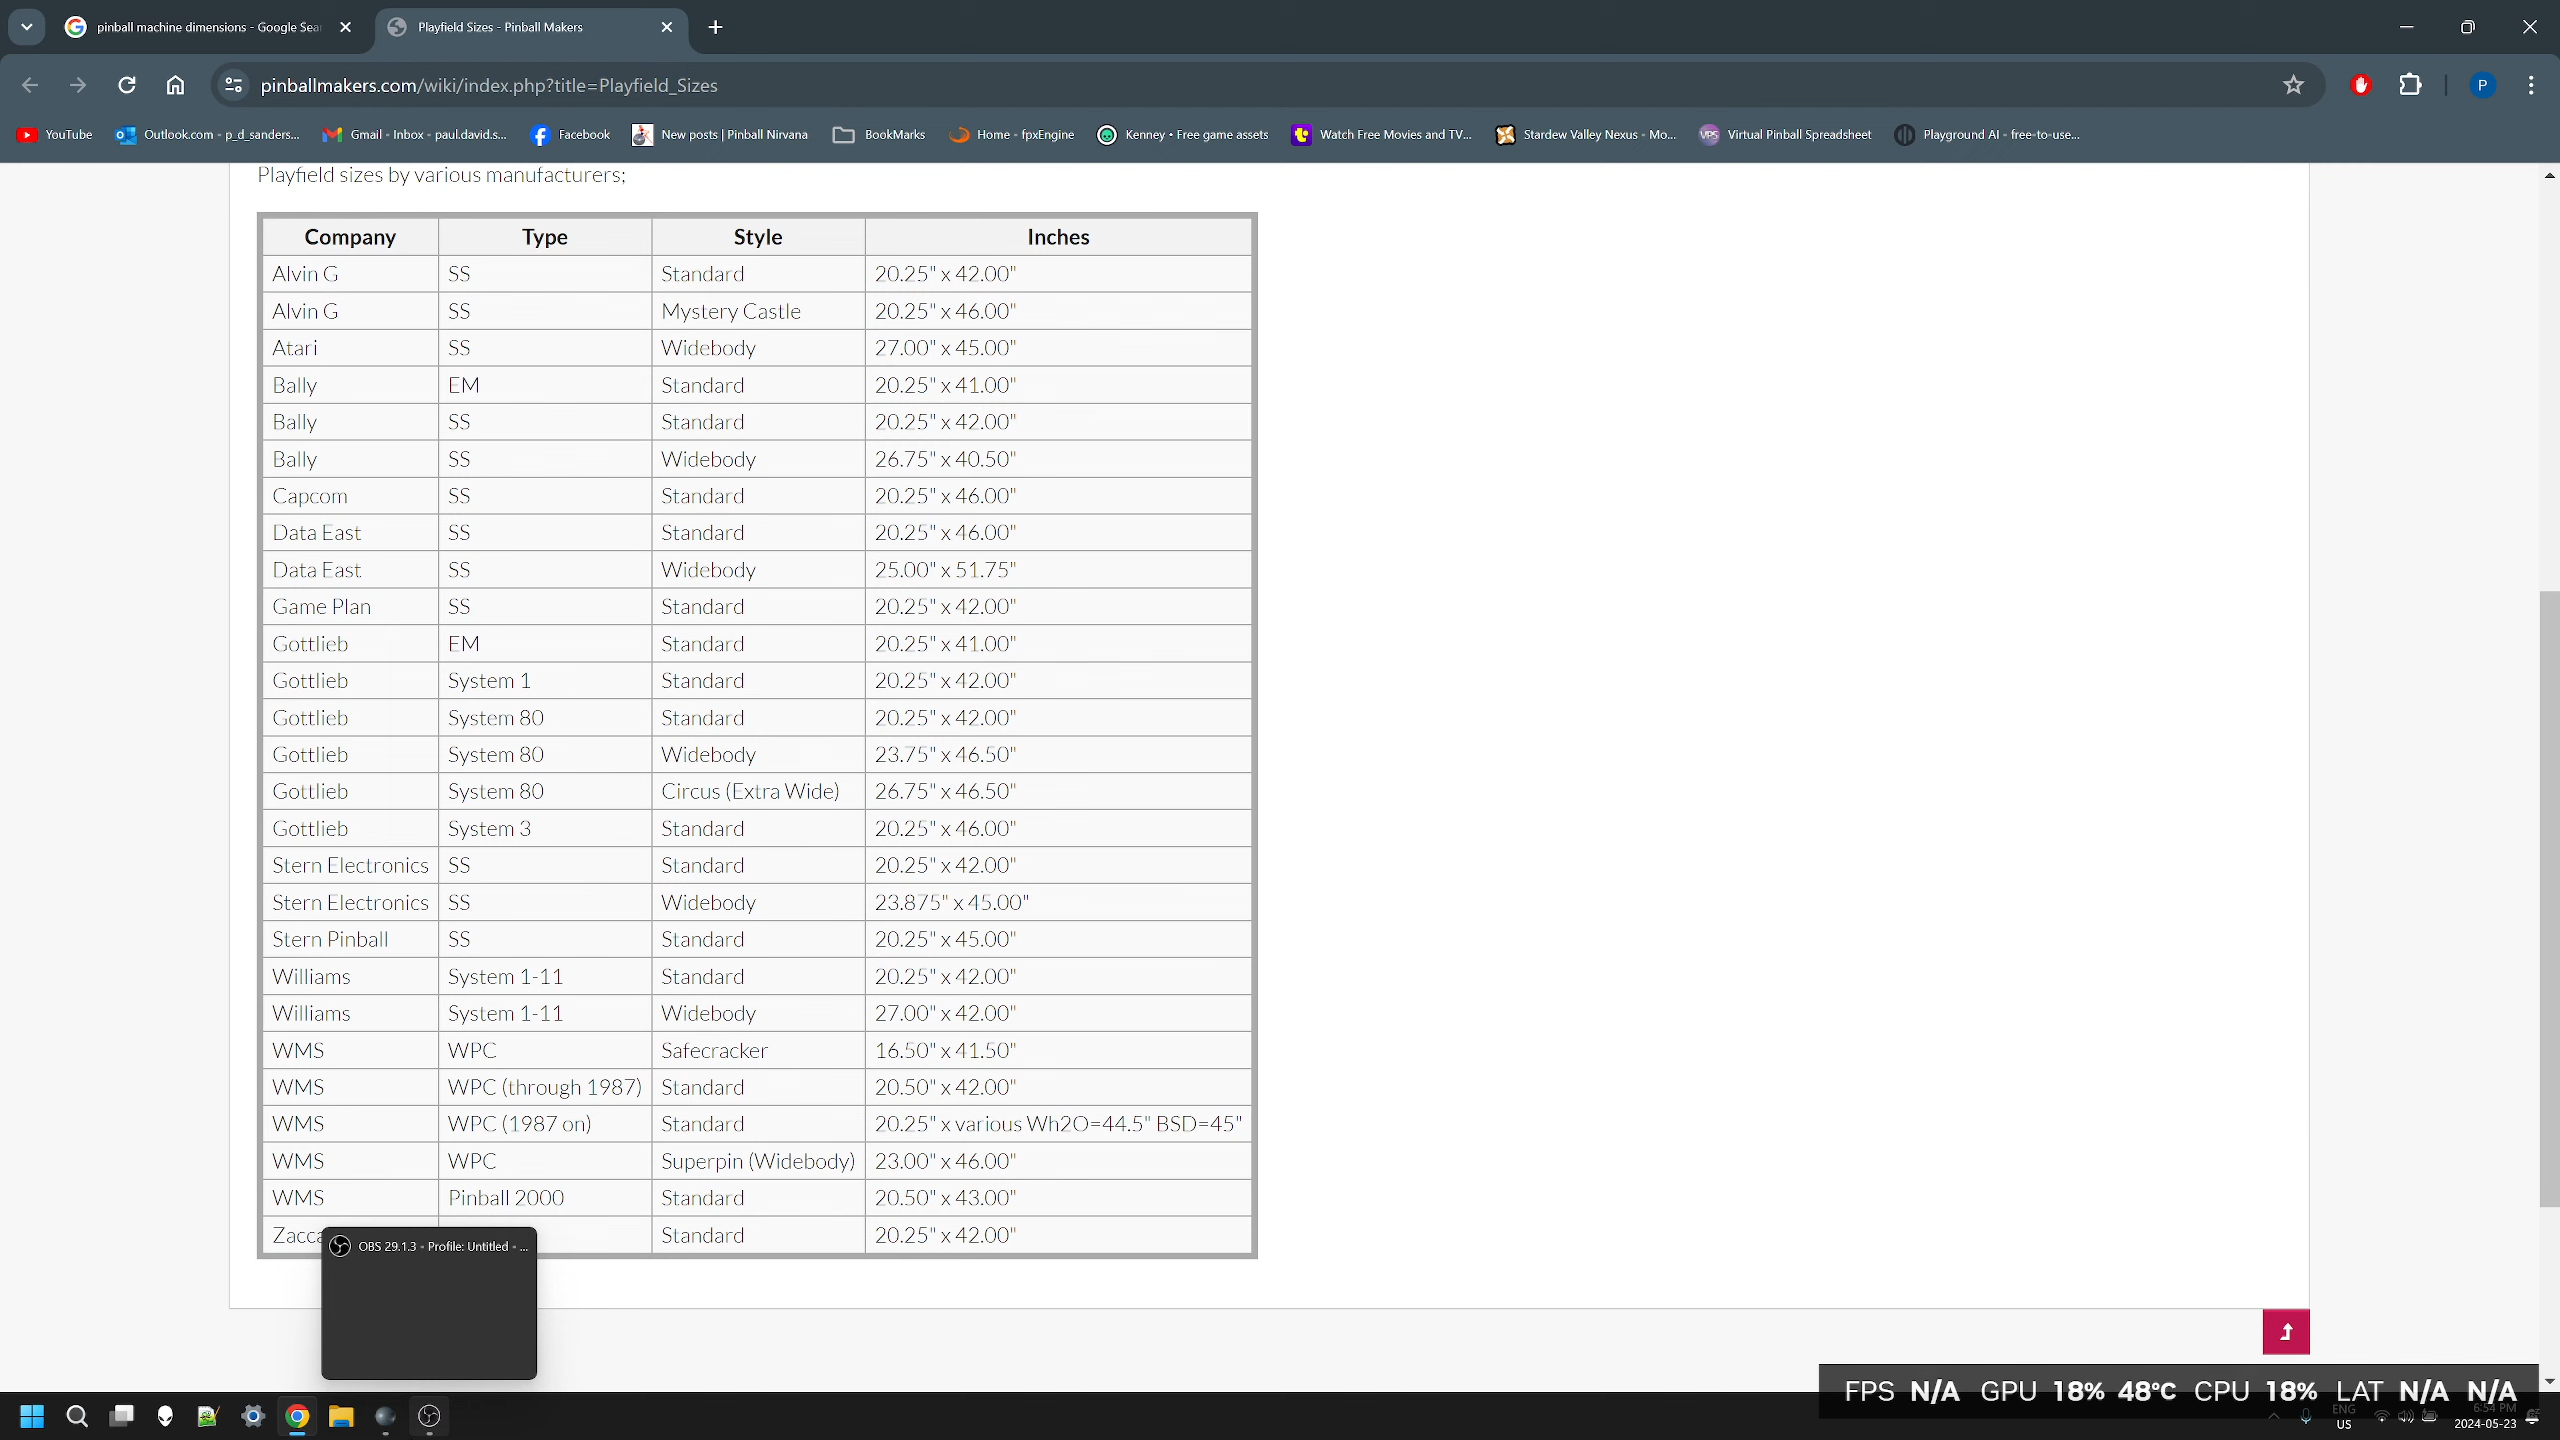 pinball machine dimensions - Google Sea
Playfield Sizes - Pinball Makers
pinballmakers.com/wiki/index.php?title=Playfield_Sizes
P
YouTube
Outlook.com - p_d_sanders...
Gmail - Inbox - paul.david.s...
Facebook
New posts | Pinball Nirvana
BookMarks
Home - fpxEngine
Kenney • Free game assets
Watch Free Movies and TV...
Stardew Valley Nexus - Mo...
VPS Virtual Pinball Spreadsheet
Playground AI - free-to-use...
Playfield sizes by various manufacturers;
Company Type Style Inches
Alvin G SS Standard 20.25" x 42.00"
Alvin G SS Mystery Castle 20.25" x 46.00"
Atari SS Widebody 27.00" x 45.00"
Bally EM Standard 20.25" x 41.00"
Bally SS Standard 20.25" x 42.00"
Bally SS Widebody 26.75" x 40.50"
Capcom SS Standard 20.25" x 46.00"
Data East SS Standard 20.25" x 46.00"
Data East SS Widebody 25.00" x 51.75"
Game Plan SS Standard 20.25" x 42.00"
Gottlieb EM Standard 20.25" x 41.00"
Gottlieb System 1 Standard 20.25" x 42.00"
Gottlieb System 80 Standard 20.25" x 42.00"
Gottlieb System 80 Widebody 23.75" x 46.50"
Gottlieb System 80 Circus (Extra Wide) 26.75" x 46.50"
Gottlieb System 3 Standard 20.25" x 46.00"
Stern Electronics SS Standard 20.25" x 42.00"
Stern Electronics SS Widebody 23.875" x 45.00"
Stern Pinball SS Standard 20.25" x 45.00"
Williams System 1-11 Standard 20.25" x 42.00"
Williams System 1-11 Widebody 27.00" x 42.00"
WMS WPC Safecracker 16.50" x 41.50"
WMS WPC (through 1987) Standard 20.50" x 42.00"
WMS WPC (1987 on) Standard 20.25" x various Wh2O=44.5" BSD=45"
WMS WPC Superpin (Widebody) 23.00" x 46.00"
WMS Pinball 2000 Standard 20.50" x 43.00"
Zacca Standard 20.25" x 42.00"
OBS 29.1.3 - Profile: Untitled - ...
FPS N/A GPU 18% 48°C CPU 18% LAT N/A N/A
ENG
US
6:54 PM
2024-05-23